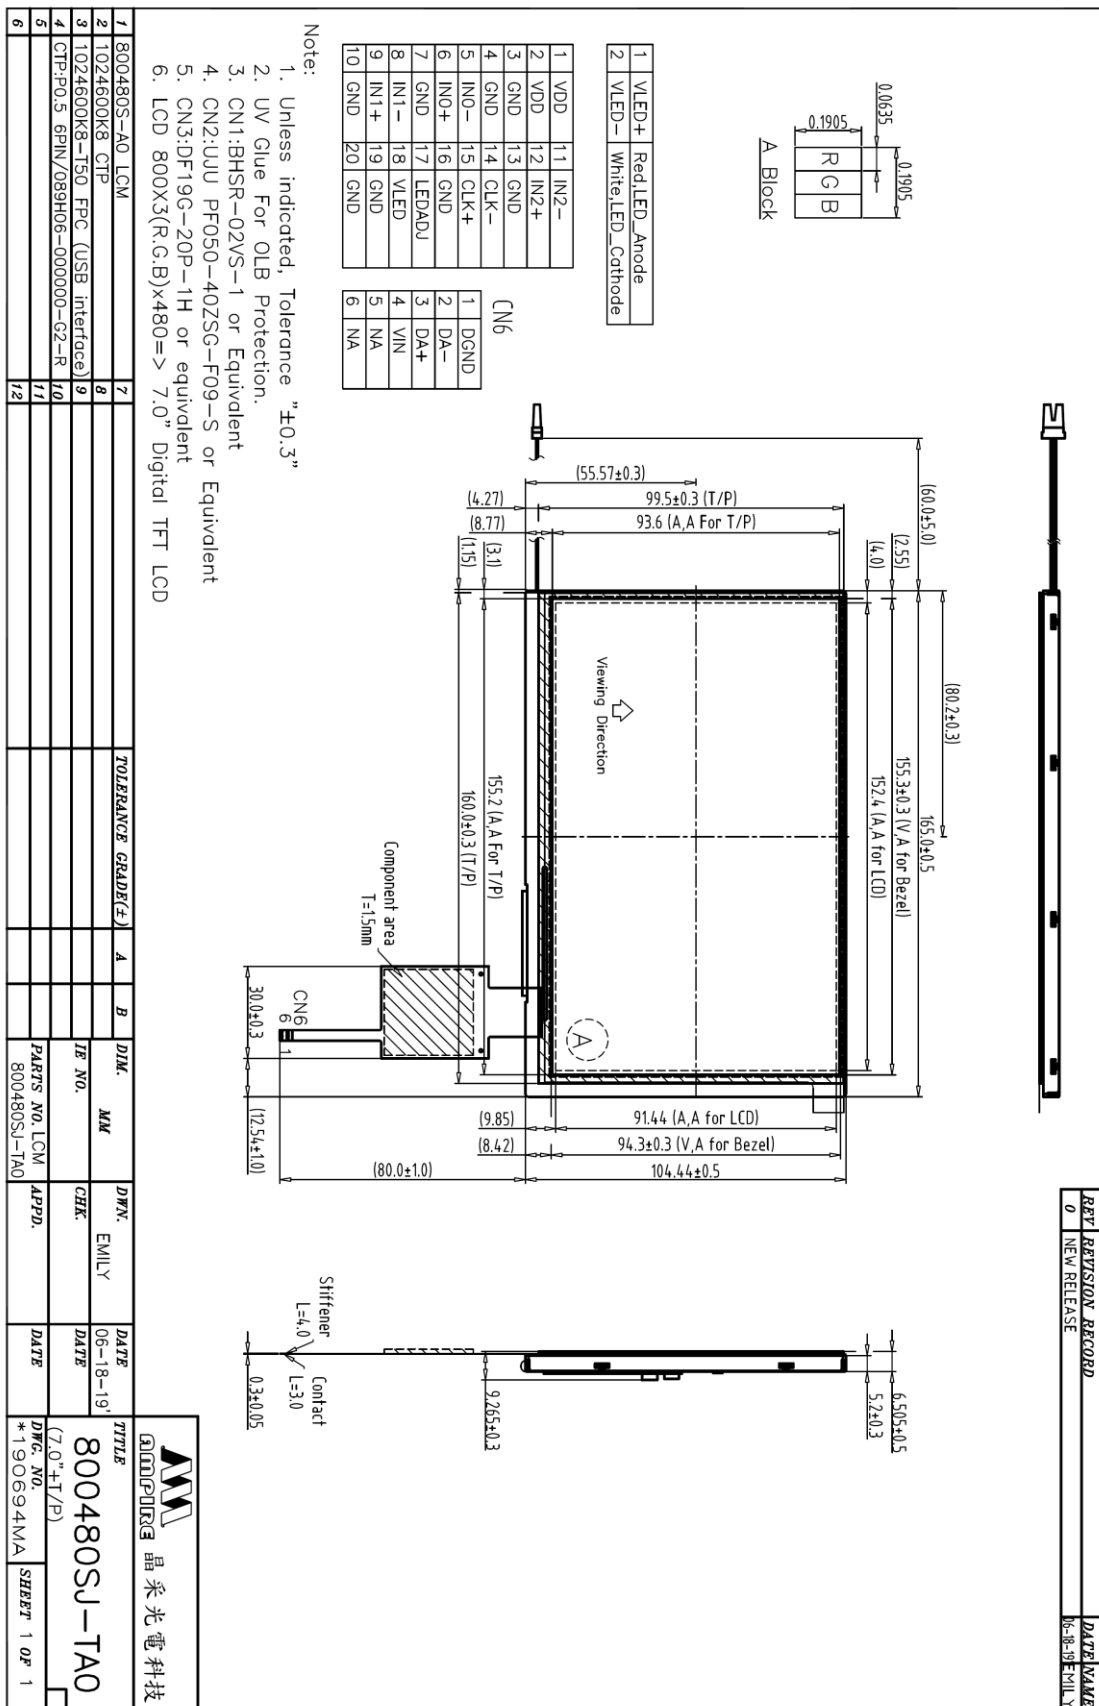 REV REVISION RECORD DATE NAME
0 NEW RELEASE 06-18-19' EMILY
0.1905
0.0635
0.1905
R G B
A Block
1 VLED+ Red,LED_Anode
2 VLED- White,LED_Cathode
1 VDD 11 IN2-
2 VDD 12 IN2+
3 GND 13 GND
4 GND 14 CLK-
5 IN0- 15 CLK+
6 IN0+ 16 GND
7 GND 17 LEDADJ
8 IN1- 18 VLED
9 IN1+ 19 GND
10 GND 20 GND
CN6
1 DGND
2 DA-
3 DA+
4 VIN
5 NA
6 NA
(60.0±5.0)
(2.55)
(4.0)
(80.2±0.3)
165.0±0.5
155.3±0.3 (V,A for Bezel)
152.4 (A,A for LCD)
(55.57±0.3)
99.5±0.3 (T/P)
93.6 (A,A For T/P)
(4.27)
(8.77)
(3.1)
(1.15)
Viewing Direction
A
155.2 (A,A For T/P)
160.0±0.3 (T/P)
(9.85)
91.44 (A,A for LCD)
(8.42)
94.3±0.3 (V,A for Bezel)
(80.0±1.0)
104.44±0.5
Component area
T=1.5mm
CN6
6 1
30.0±0.3
(12.54±1.0)
6.505±0.5
5.2±0.3
9.265±0.3
Stiffener
L=4.0
Contact
L=3.0
0.3±0.05
Note:
1. Unless indicated, Tolerance "±0.3"
2. UV Glue For OLB Protection.
3. CN1:BHSR-02VS-1 or Equivalent
4. CN2:UJU PF050-40ZSG-F09-S or Equivalent
5. CN3:DF19G-20P-1H or equivalent
6. LCD 800X3(R.G.B)x480=> 7.0" Digital TFT LCD
AMPIRE 晶采光電科技
1 800480S-A0 LCM 7
2 1024600K8 CTP 8
3 1024600K8-T50 FPC (USB interface) 9
4 CTP:P0.5 6PIN/089H06-000000-G2-R 10
5 11
6 12
TOLERANCE GRADE(±) A B
DIM. MM
DWN. EMILY
DATE 06-18-19'
IE NO.
CHK.
DATE
PARTS NO. LCM
800480SJ-TA0
APPD.
DATE
TITLE
800480SJ-TA0
(7.0"+T/P)
DWG. NO.
*190694MA
SHEET 1 OF 1